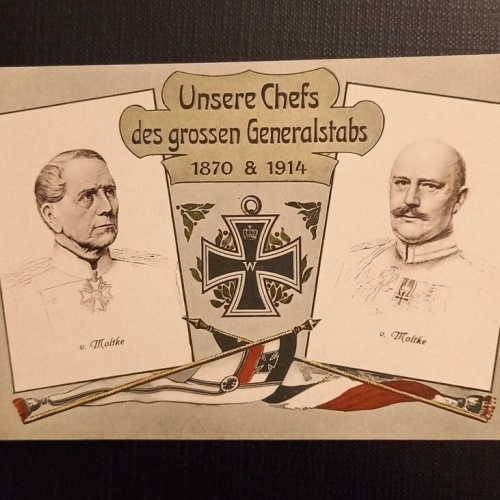 Unsere Chefs
des grossen Generalstabs
1870 & 1914
W
v. Moltke
v. Moltke